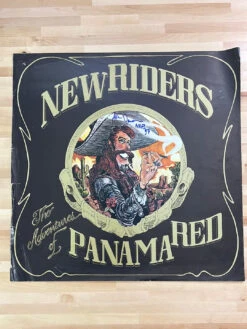 NEW RIDERS
The
Adventures
of
PANAMA RED